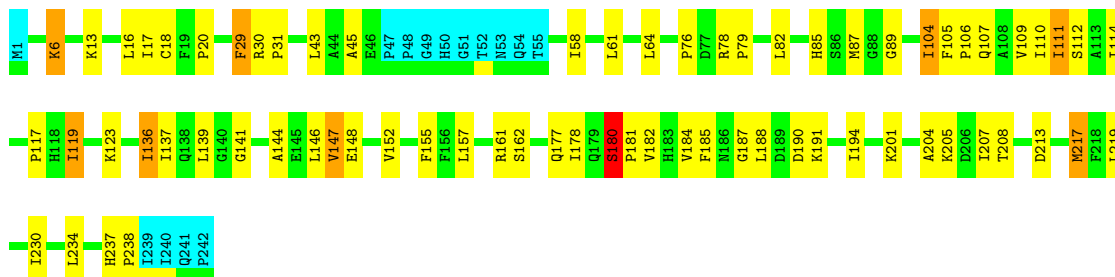 M1 K6 K13 L16 I17 C18 F19 P20 F29 R30 P31 L43 A44 A45 E46 P47 P48 G49 H50 G51 T52 N53 Q54 T55 I58 L61 L64 P76 D77 R78 P79 L82 H85 S86 M87 G88 G89 I104 F105 P106 Q107 A108 V109 I110 I111 S112 A113
P117 H118 I119 K123 I136 I137 Q138 L139 G140 G141 A144 E145 L146 V147 E148 V152 F155 F156 L157 R161 S162 Q177 I178 Q179 S180 P181 V182 H183 V184 F185 N186 G187 L188 D189 D190 K191 I194 K201 A204 K205 D206 I207 T208 D213 M217 F218
I230 L234 H237 P238 I239 I240 Q241 P242